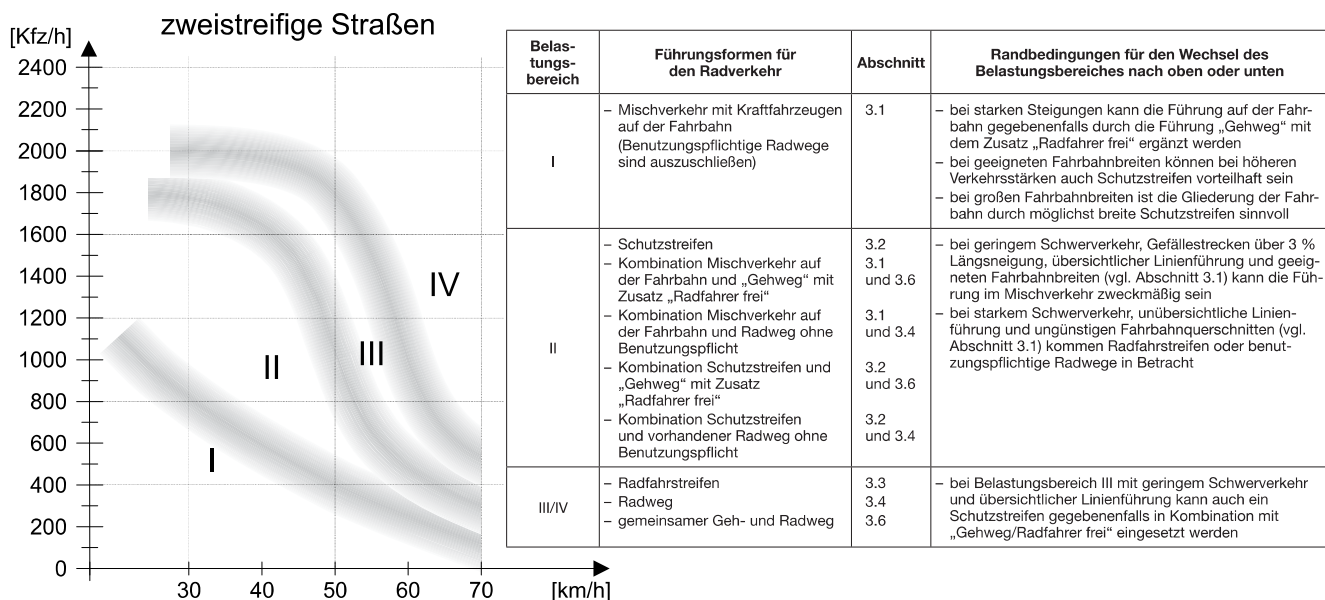 zweistreifige Straßen
[Kfz/h]
2400
2200
2000
1800
1600
1400
1200
1000
800
600
400
200
0
30 40 50 60 70 [km/h]
I
II
III
IV
Belas-
tungs-
bereich
Führungsformen für
den Radverkehr
Abschnitt
Randbedingungen für den Wechsel des
Belastungsbereiches nach oben oder unten
I
– Mischverkehr mit Kraftfahrzeugen
auf der Fahrbahn
(Benutzungspflichtige Radwege
sind auszuschließen)
3.1
– bei starken Steigungen kann die Führung auf der Fahr-
bahn gegebenenfalls durch die Führung „Gehweg“ mit
dem Zusatz „Radfahrer frei“ ergänzt werden
– bei geeigneten Fahrbahnbreiten können bei höheren
Verkehrsstärken auch Schutzstreifen vorteilhaft sein
– bei großen Fahrbahnbreiten ist die Gliederung der Fahr-
bahn durch möglichst breite Schutzstreifen sinnvoll
II
– Schutzstreifen
3.2
– Kombination Mischverkehr auf
der Fahrbahn und „Gehweg“ mit
Zusatz „Radfahrer frei“
3.1
und 3.6
– Kombination Mischverkehr auf
der Fahrbahn und Radweg ohne
Benutzungspflicht
3.1
und 3.4
– Kombination Schutzstreifen und
„Gehweg“ mit Zusatz
„Radfahrer frei“
3.2
und 3.6
– Kombination Schutzstreifen
und vorhandener Radweg ohne
Benutzungspflicht
3.2
und 3.4
– bei geringem Schwerverkehr, Gefällestrecken über 3 %
Längsneigung, übersichtlicher Linienführung und geeig-
neten Fahrbahnbreiten (vgl. Abschnitt 3.1) kann die Füh-
rung im Mischverkehr zweckmäßig sein
– bei starkem Schwerverkehr, unübersichtliche Linien-
führung und ungünstigen Fahrbahnquerschnitten (vgl.
Abschnitt 3.1) kommen Radfahrstreifen oder benut-
zungspflichtige Radwege in Betracht
III/IV
– Radfahrstreifen
3.3
– Radweg
3.4
– gemeinsamer Geh- und Radweg
3.6
– bei Belastungsbereich III mit geringem Schwerverkehr
und übersichtlicher Linienführung kann auch ein
Schutzstreifen gegebenenfalls in Kombination mit
„Gehweg/Radfahrer frei“ eingesetzt werden